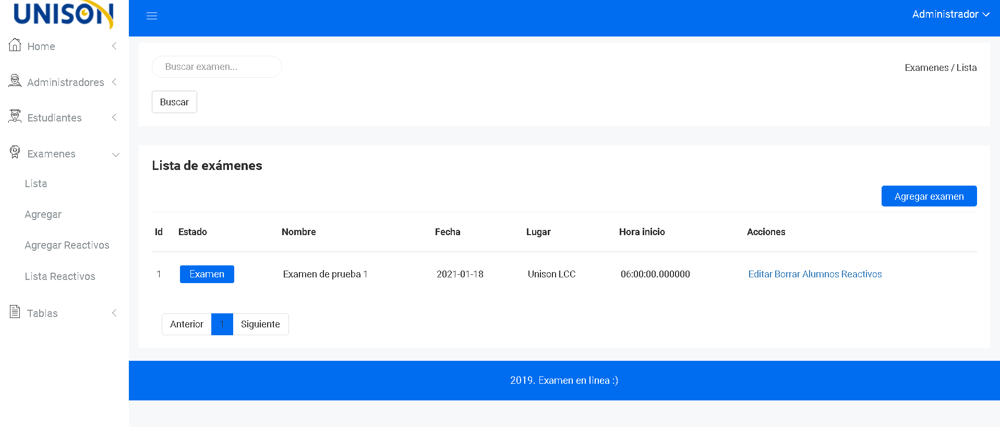 UNISON
Administrador
Home
Administradores
Estudiantes
Examenes
Lista
Agregar
Agregar Reactivos
Lista Reactivos
Tablas
Buscar examen...
Examenes / Lista
Buscar
Lista de exámenes
Agregar examen
Id Estado Nombre Fecha Lugar Hora inicio Acciones
1 Examen Examen de prueba 1 2021-01-18 Unison LCC 06:00:00.000000 Editar Borrar Alumnos Reactivos
Anterior 1 Siguiente
2019. Examen en linea :)